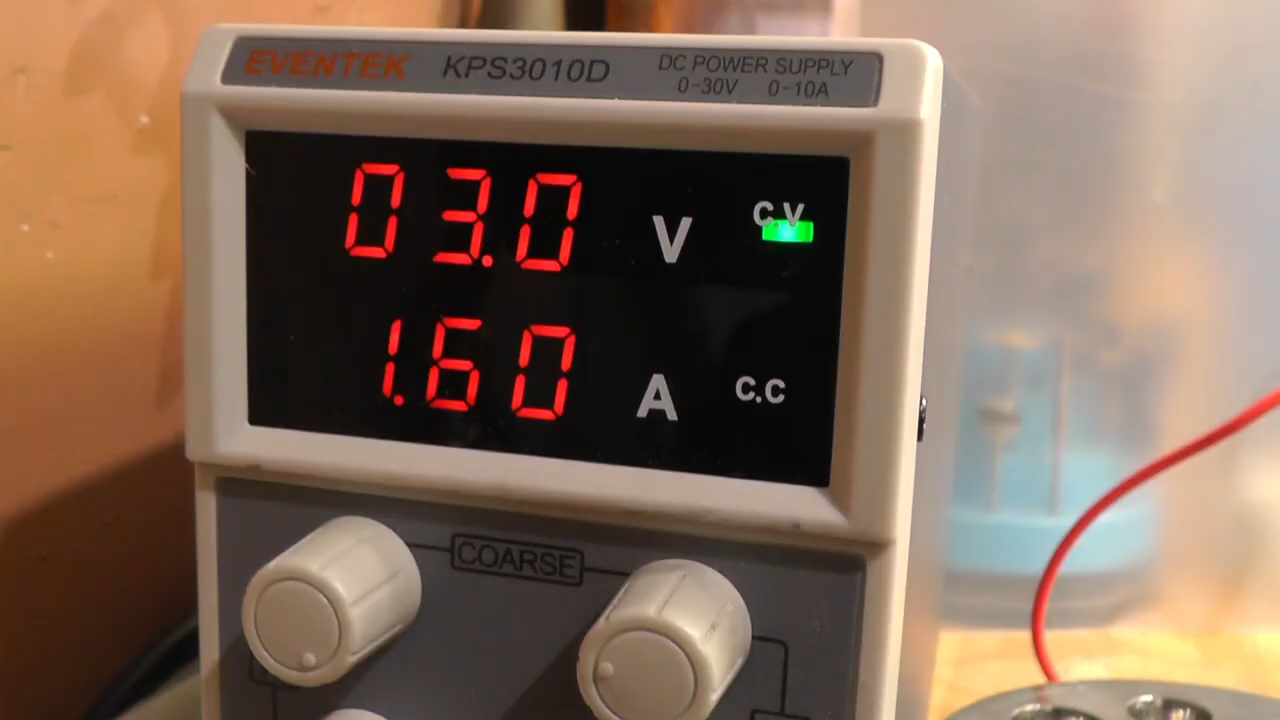 EVENTEK KPS3010D DC POWER SUPPLY
0-30V 0-10A
03.0 V C.V
1.60 A C.C
COARSE